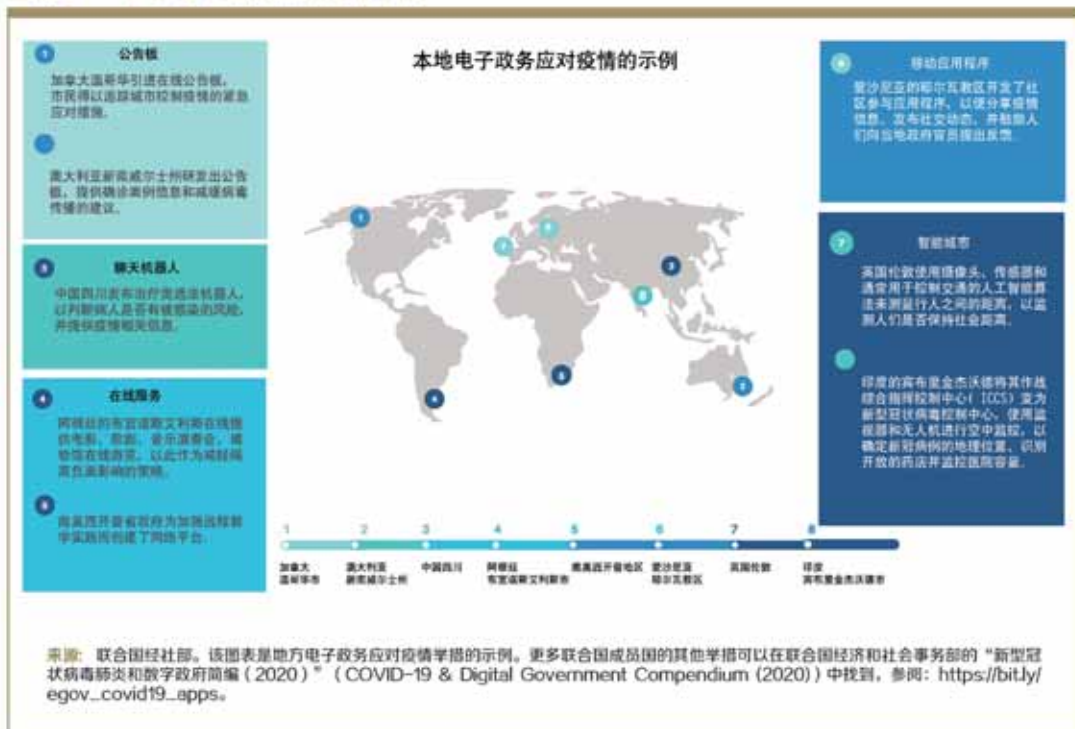 本地电子政务应对疫情的示例
1
公告板
加拿大温哥华引进在线公告板，
市民得以追踪城市控制疫情的紧急
应对措施。
澳大利亚新南威尔士州研发出公告
板，提供确诊案例信息和减缓病毒
传播的建议。
3
聊天机器人
中国四川发布治疗
机器人，
以判断病人是否有被感染的风险，
并提供疫情相关信息。
4
在线服务
阿根廷的布宜诺斯艾利斯在线提
供电影、戏剧、音乐演奏会、博
物馆在线游览，以此作为减轻隔
离负面影响的策略。
5
南莫西开普省政府为加强远程教
学实践而创建了网络平台。
6
移动应用程序
爱沙尼亚的哈尔瓦教区开发了社
区参与应用程序，以便分享疫情
信息、发布社交动态，并鼓励人
们向当地政府官员提出反馈。
7
智能城市
英国伦敦使用摄像头、传感器和
通常用于控制交通的人工智能算
法来测量行人之间的距离，以监
测人们是否保持社会距离。
印度的宾布里金杰沃德将其作战
综合指挥控制中心（ICCS）变为
新型冠状病毒控制中心，使用监
视器和无人机进行空中监控，以
确定新冠病例的地理位置、识别
开放的药店并监控医院容量。
1 2 3 4 5 6 7 8
加拿大
温哥华市
澳大利亚
新南威尔士州
中国四川
阿根廷
布宜诺斯艾利斯市
南莫西开普省地区
爱沙尼亚
哈尔瓦教区
英国伦敦
印度
宾布里金杰沃德市
来源： 联合国经社部。该图表是地方电子政务应对疫情举措的示例。更多联合国成员国的其他举措可以在联合国经济和社会事务部的“新型冠
状病毒肺炎和数字政府简编（2020）”（COVID-19 & Digital Government Compendium (2020)）中找到，参阅：https://bit.ly/
egov_covid19_apps。